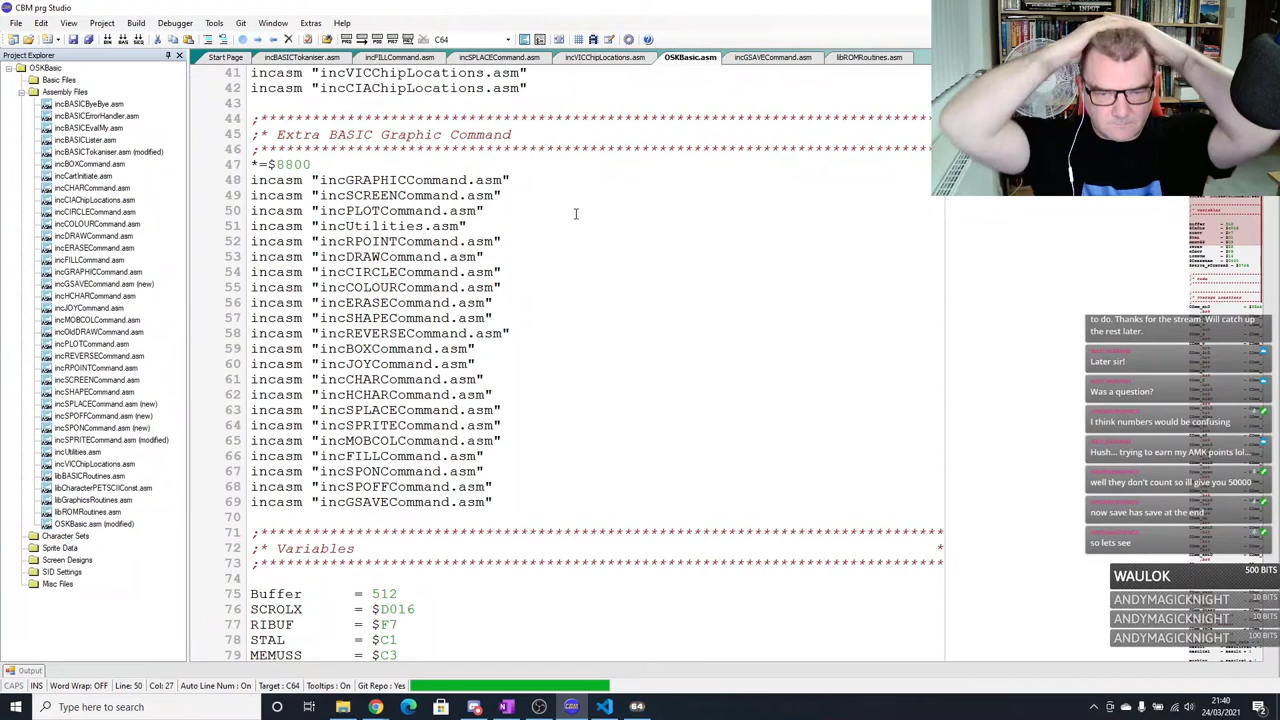 CBM prg Studio
File Edit View Project Build Debugger Tools Git Window Extras Help
C64
Project Explorer
Start Page incBASICTokaniser.asm incFILLCommand.asm incSPLACECommand.asm incVICChipLocations.asm OSKBasic.asm incGSAVECommand.asm libROMRoutines.asm
OSKBasic
Basic Files
Assembly Files
incBASICByeBye.asm
incBASICErrorHandler.asm
incBASICEvalMy.asm
incBASICLister.asm
incBASICTokaniser.asm (modified)
incBOXCommand.asm
incCartInitiate.asm
incCHARCommand.asm
incCIAChipLocations.asm
incCIRCLECommand.asm
incCOLOURCommand.asm
incDRAWCommand.asm
incERASECommand.asm
incFILLCommand.asm
incGRAPHICCommand.asm
incGSAVECommand.asm (new)
incHCHARCommand.asm
incJOYCommand.asm
incMOBCOLCommand.asm
incOldDRAWCommand.asm
incPLOTCommand.asm
incREVERSECommand.asm
incRPOINTCommand.asm
incSCREENCommand.asm
incSHAPECommand.asm
incSPLACECommand.asm (new)
incSPOFFCommand.asm (new)
incSPONCommand.asm (new)
incSPRITECommand.asm (modified)
incUtilities.asm
incVICChipLocations.asm
libBASICRoutines.asm
libCharacterPETSCIIConst.asm
libGraphicsRoutines.asm
libROMRoutines.asm
OSKBasic.asm (modified)
Character Sets
Sprite Data
Screen Designs
SID Settings
Misc Files
41 incasm "incVICChipLocations.asm"
42 incasm "incCIAChipLocations.asm"
43
44 ;*******************************************************************************
45 ;* Extra BASIC Graphic Command
46 ;*******************************************************************************
47 *=$8800
48 incasm "incGRAPHICCommand.asm"
49 incasm "incSCREENCommand.asm"
50 incasm "incPLOTCommand.asm"
51 incasm "incUtilities.asm"
52 incasm "incRPOINTCommand.asm"
53 incasm "incDRAWCommand.asm"
54 incasm "incCIRCLECommand.asm"
55 incasm "incCOLOURCommand.asm"
56 incasm "incERASECommand.asm"
57 incasm "incSHAPECommand.asm"
58 incasm "incREVERSECommand.asm"
59 incasm "incBOXCommand.asm"
60 incasm "incJOYCommand.asm"
61 incasm "incCHARCommand.asm"
62 incasm "incHCHARCommand.asm"
63 incasm "incSPLACECommand.asm"
64 incasm "incSPRITECommand.asm"
65 incasm "incMOBCOLCommand.asm"
66 incasm "incFILLCommand.asm"
67 incasm "incSPONCommand.asm"
68 incasm "incSPOFFCommand.asm"
69 incasm "incGSAVECommand.asm"
70
71 ;*******************************************************************************
72 ;* Variables *
73 ;*******************************************************************************
74
75 Buffer = 512
76 SCROLX = $D016
77 RIBUF = $F7
78 STAL = $C1
79 MEMUSS = $C3
INPUT
to do. Thanks for the stream. Will catch up
the rest later.
Later sir!
Was a question?
I think numbers would be confusing
Hush... trying to earn my AMK points lol...
well they don't count so ill give you 50000
now save has save at the end
so lets see
WAULOK 500 BITS
ANDYMAGICKNIGHT 10 BITS
ANDYMAGICKNIGHT 10 BITS
ANDYMAGICKNIGHT 100 BITS
Output
CAPS INS Word Wrap: OFF Line: 50 Col: 27 Auto Line Num : On Target : C64 Tooltips : On Git Repo : Yes
Type here to search
64
21:40
24/03/2021
2